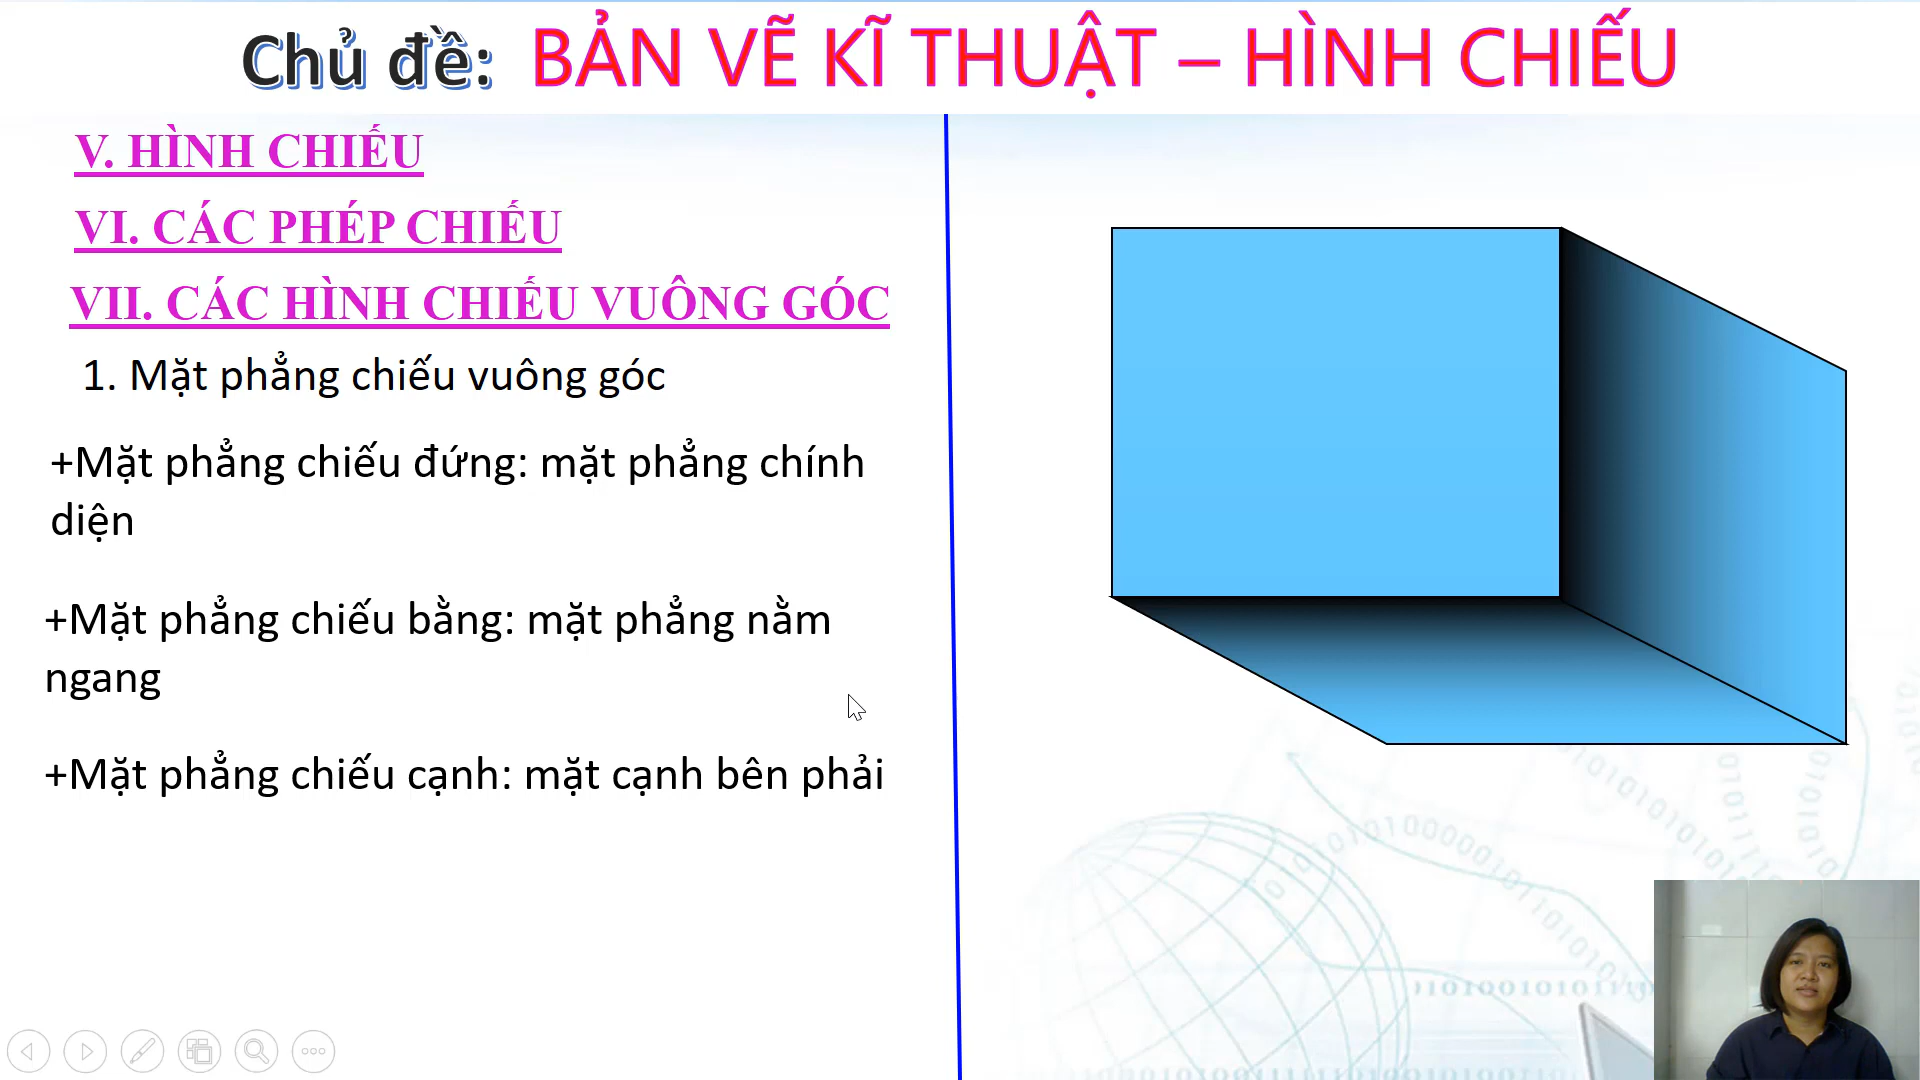 Chủ đề: BẢN VẼ KĨ THUẬT – HÌNH CHIẾU
V. HÌNH CHIẾU
VI. CÁC PHÉP CHIẾU
VII. CÁC HÌNH CHIẾU VUÔNG GÓC
1. Mặt phẳng chiếu vuông góc
+Mặt phẳng chiếu đứng: mặt phẳng chính
diện
+Mặt phẳng chiếu bằng: mặt phẳng nằm
ngang
+Mặt phẳng chiếu cạnh: mặt cạnh bên phải